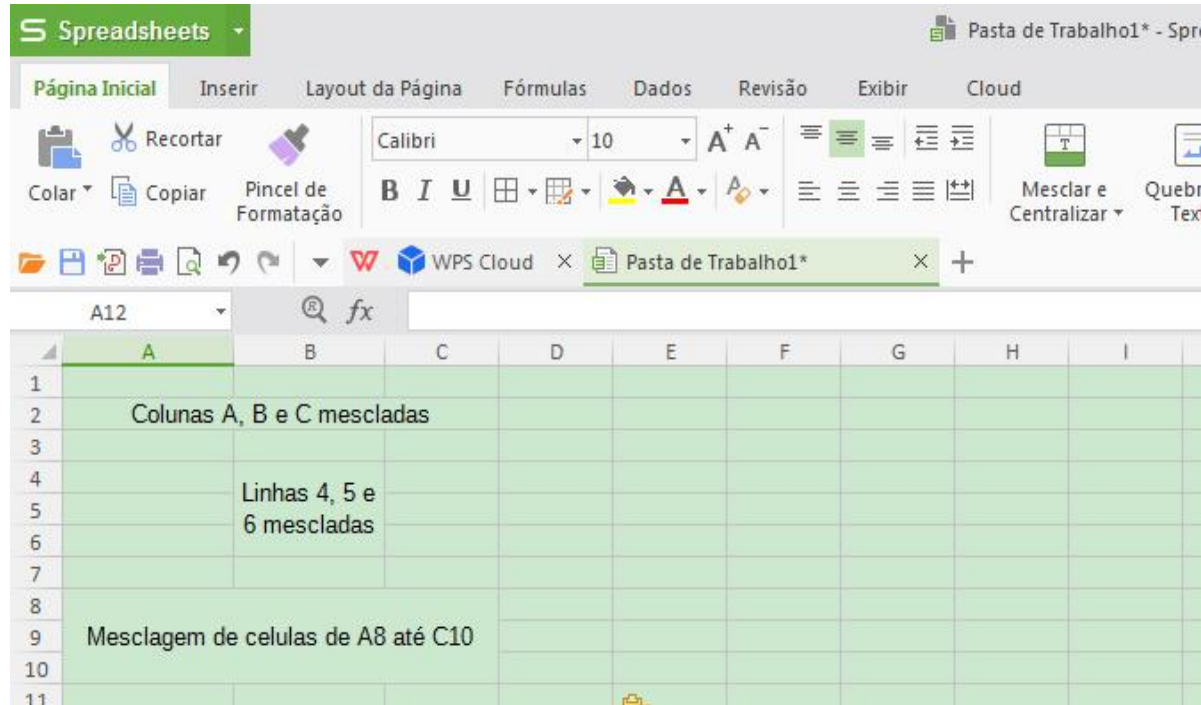 S Spreadsheets
Pasta de Trabalho1* - Spre
Página Inicial Inserir Layout da Página Fórmulas Dados Revisão Exibir Cloud
Recortar Calibri 10 A+ A-
Colar Copiar Pincel de Formatação B I U A Mesclar e Centralizar Quebr Tex
W WPS Cloud Pasta de Trabalho1*
A12 fx
A B C D E F G H I
1
2 Colunas A, B e C mescladas
3
4
Linhas 4, 5 e
5
6 mescladas
6
7
8
9 Mesclagem de celulas de A8 até C10
10
11